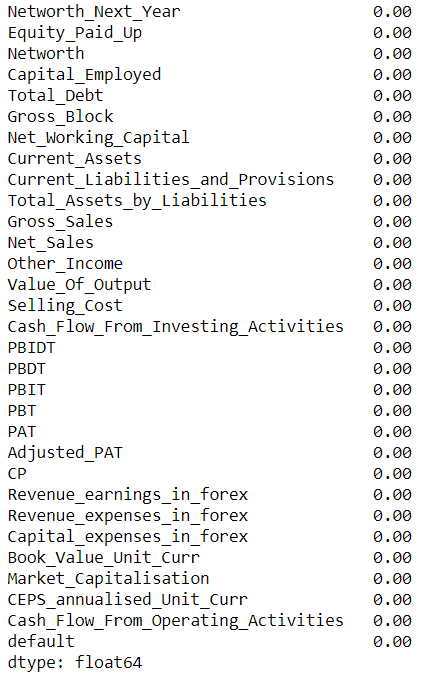 Networth_Next_Year 0.00
Equity_Paid_Up 0.00
Networth 0.00
Capital_Employed 0.00
Total_Debt 0.00
Gross_Block 0.00
Net_Working_Capital 0.00
Current_Assets 0.00
Current_Liabilities_and_Provisions 0.00
Total_Assets_by_Liabilities 0.00
Gross_Sales 0.00
Net_Sales 0.00
Other_Income 0.00
Value_Of_Output 0.00
Selling_Cost 0.00
Cash_Flow_From_Investing_Activities 0.00
PBIDT 0.00
PBDT 0.00
PBIT 0.00
PBT 0.00
PAT 0.00
Adjusted_PAT 0.00
CP 0.00
Revenue_earnings_in_forex 0.00
Revenue_expenses_in_forex 0.00
Capital_expenses_in_forex 0.00
Book_Value_Unit_Curr 0.00
Market_Capitalisation 0.00
CEPS_annualised_Unit_Curr 0.00
Cash_Flow_From_Operating_Activities 0.00
default 0.00
dtype: float64